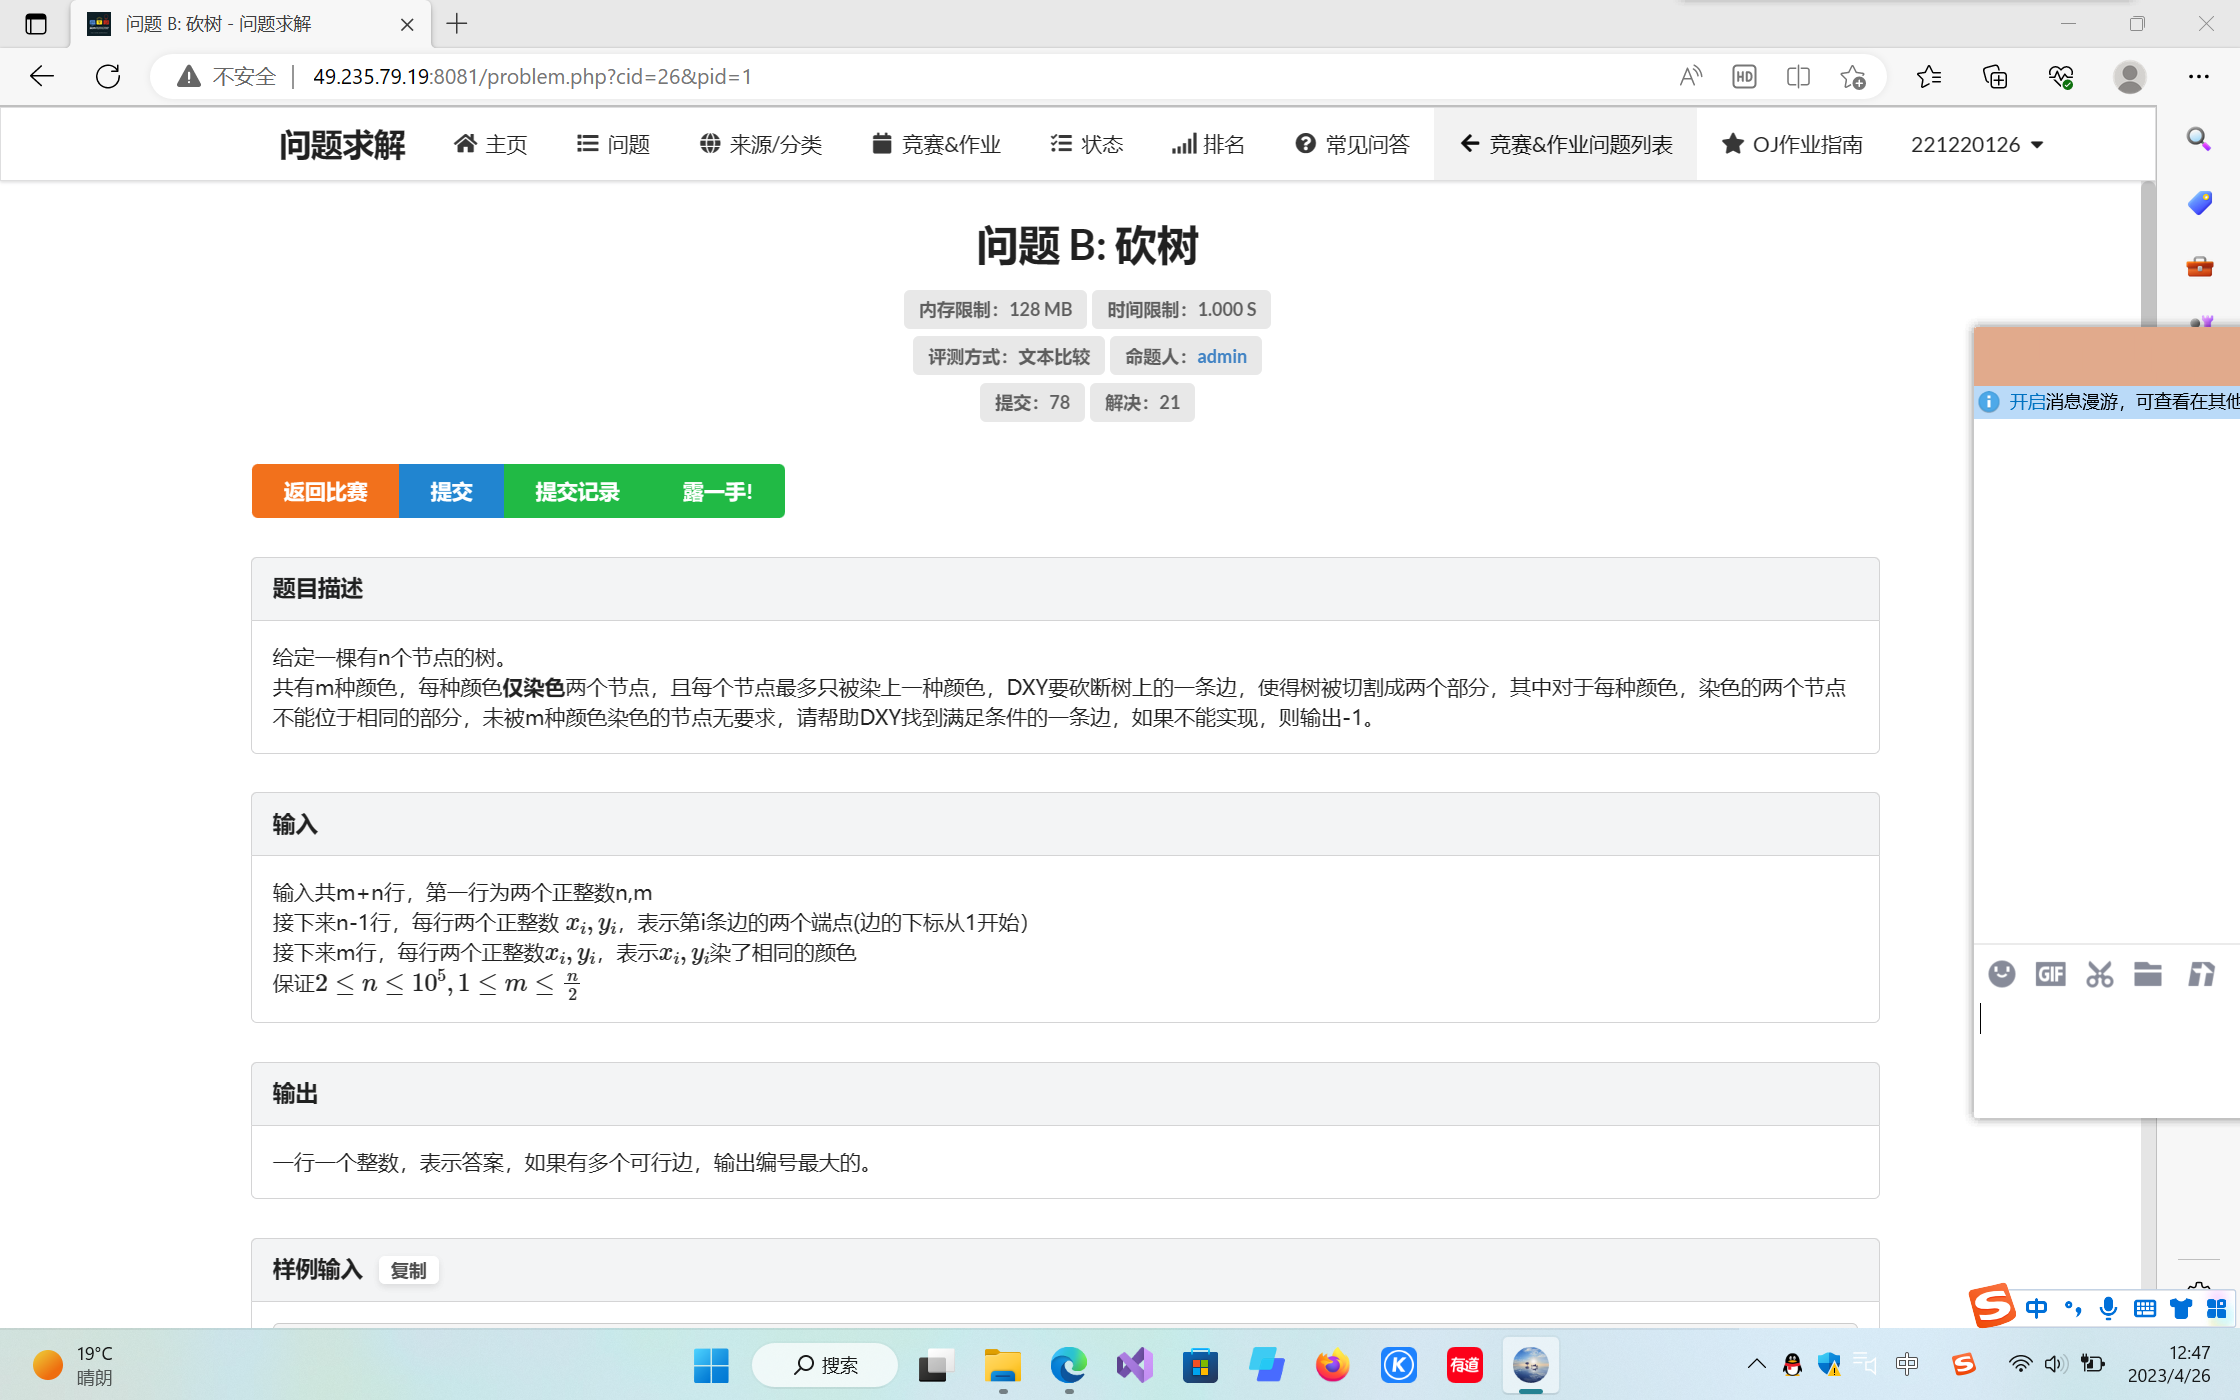 问题 B: 砍树 - 问题求解
不安全 49.235.79.19:8081/problem.php?cid=26&pid=1
问题求解 主页 问题 来源/分类 竞赛&作业 状态 排名 常见问答 竞赛&作业问题列表 OJ作业指南 221220126
问题 B: 砍树
内存限制：128 MB 时间限制：1.000 S
评测方式：文本比较 命题人：admin
提交：78 解决：21
开启消息漫游，可查看在其他
返回比赛 提交 提交记录 露一手!
题目描述
给定一棵有n个节点的树。
共有m种颜色，每种颜色仅染色两个节点，且每个节点最多只被染上一种颜色，DXY要砍断树上的一条边，使得树被切割成两个部分，其中对于每种颜色，染色的两个节点
不能位于相同的部分，未被m种颜色染色的节点无要求，请帮助DXY找到满足条件的一条边，如果不能实现，则输出-1。
输入
输入共m+n行，第一行为两个正整数n,m
接下来n-1行，每行两个正整数 x_i, y_i，表示第i条边的两个端点(边的下标从1开始)
接下来m行，每行两个正整数x_i, y_i，表示x_i, y_i染了相同的颜色
保证2 ≤ n ≤ 10^5, 1 ≤ m ≤ n/2
GIF
输出
一行一个整数，表示答案，如果有多个可行边，输出编号最大的。
样例输入 复制
中
19°C
晴朗
搜索
有道
中
12:47
2023/4/26